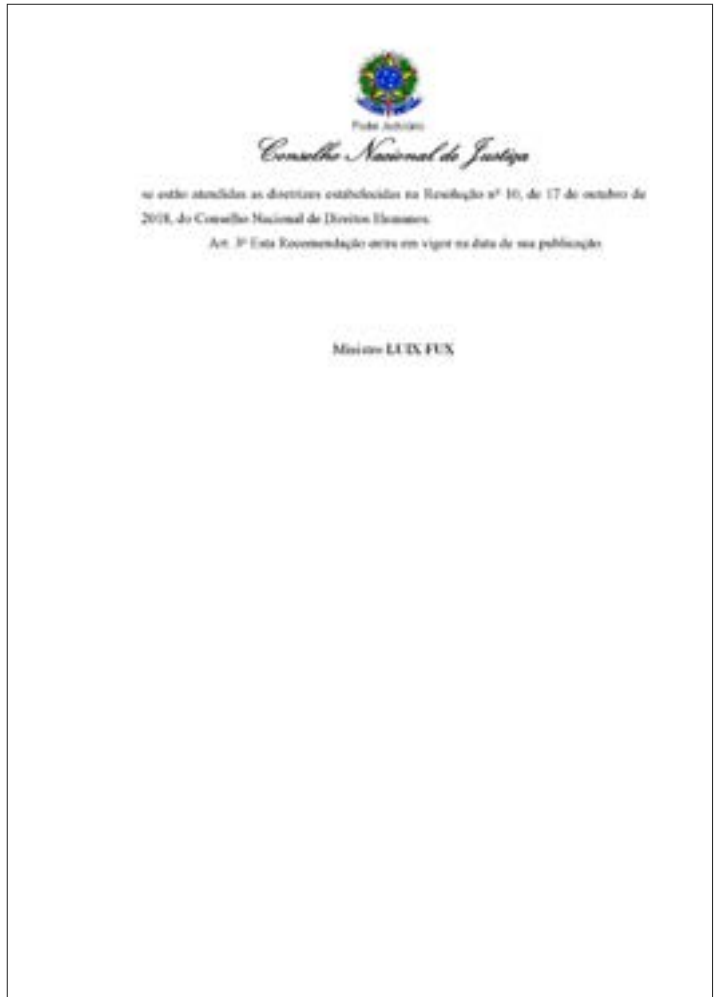 Poder Judiciário
Conselho Nacional de Justiça
se estão atendidas as diretrizes estabelecidas na Resolução nº 10, de 17 de outubro de
2018, do Conselho Nacional de Direitos Humanos.
Art. 3º Esta Recomendação entra em vigor na data de sua publicação.
Ministro LUIX FUX